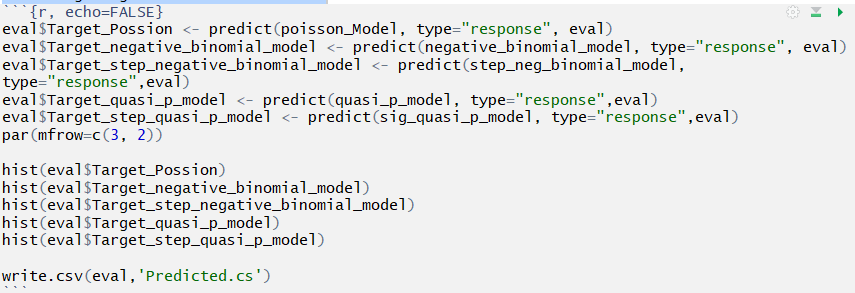 ```{r, echo=FALSE}
eval$Target_Possion <- predict(poisson_Model, type="response", eval)
eval$Target_negative_binomial_model <- predict(negative_binomial_model, type="response", eval)
eval$Target_step_negative_binomial_model <- predict(step_neg_binomial_model,
type="response",eval)
eval$Target_quasi_p_model <- predict(quasi_p_model, type="response",eval)
eval$Target_step_quasi_p_model <- predict(sig_quasi_p_model, type="response",eval)
par(mfrow=c(3, 2))

hist(eval$Target_Possion)
hist(eval$Target_negative_binomial_model)
hist(eval$Target_step_negative_binomial_model)
hist(eval$Target_quasi_p_model)
hist(eval$Target_step_quasi_p_model)

write.csv(eval,'Predicted.cs')
```